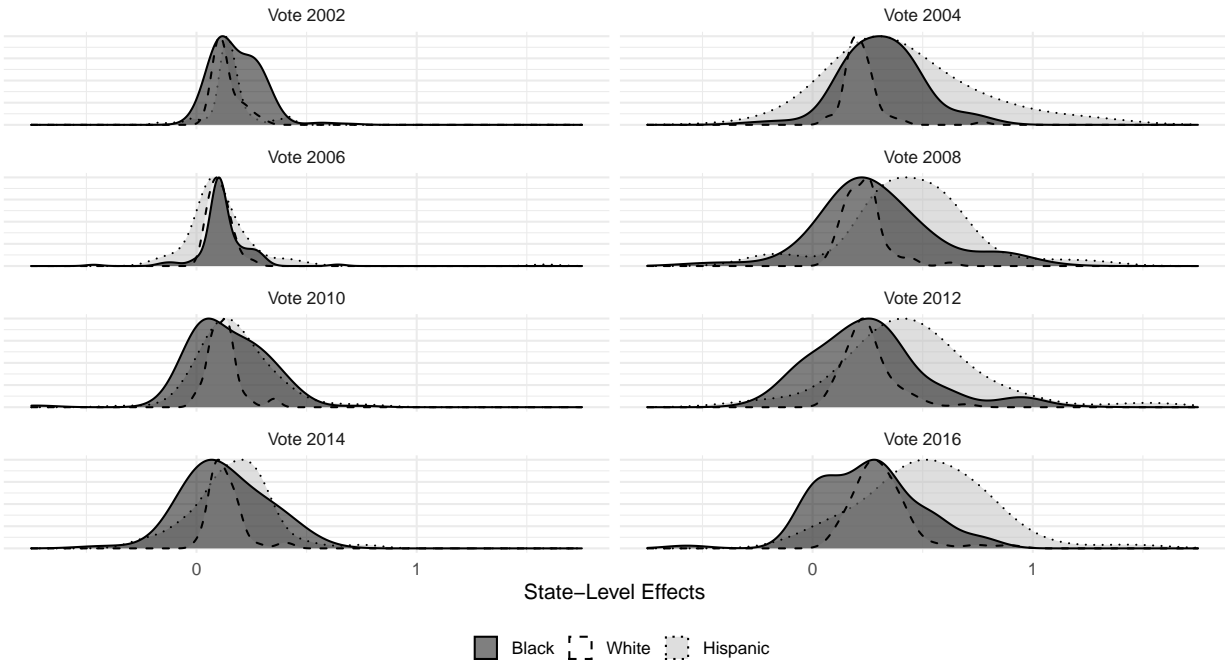 Vote 2002
Vote 2004
Vote 2006
Vote 2008
Vote 2010
Vote 2012
Vote 2014
Vote 2016
0 1 0 1
State−Level Effects
Black White Hispanic